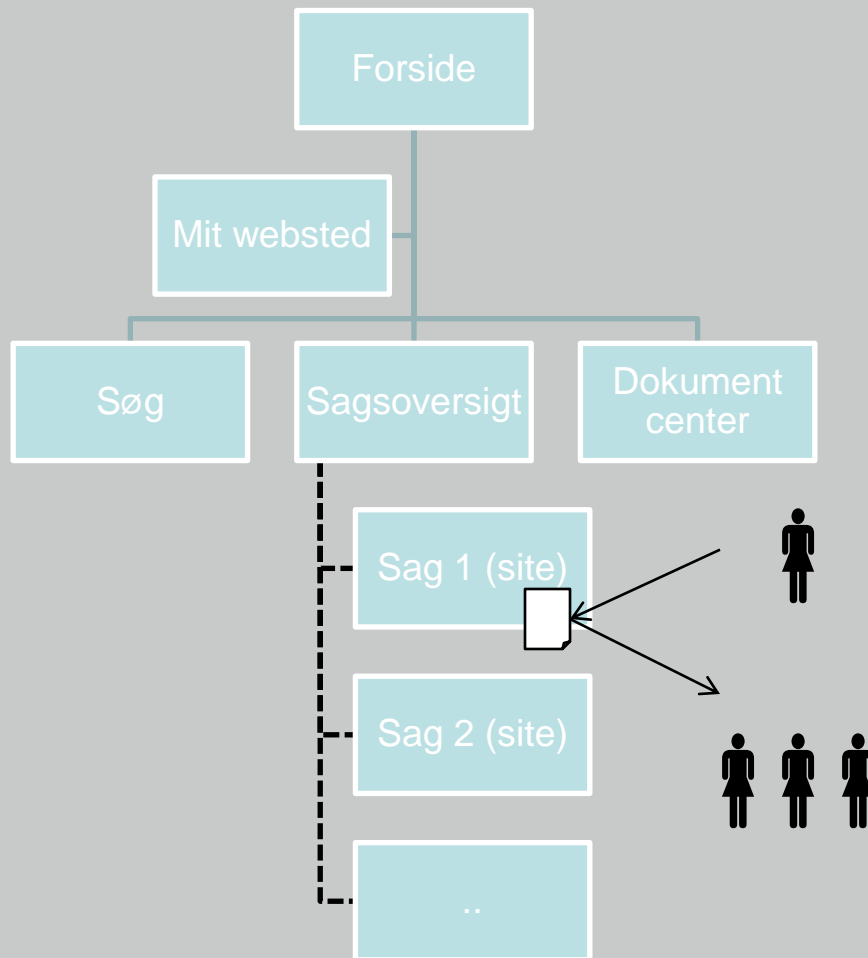 Forside
Mit websted
Søg
Sagsoversigt
Dokument
center
Sag 1 (site)
Sag 2 (site)
..